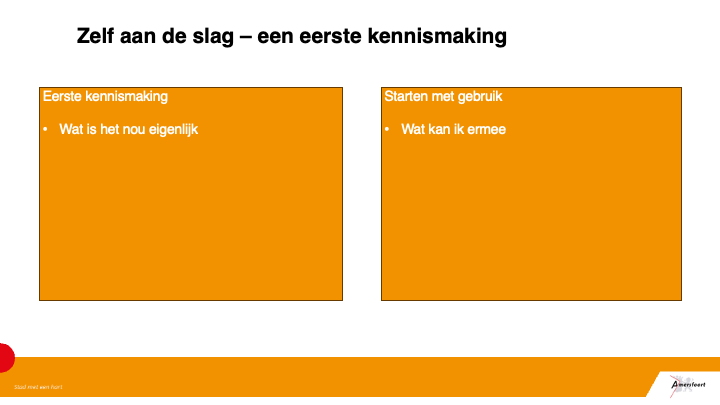 Zelf aan de slag – een eerste kennismaking
Eerste kennismaking
• Wat is het nou eigenlijk
Starten met gebruik
• Wat kan ik ermee
Stad met een hart
Amersfoort